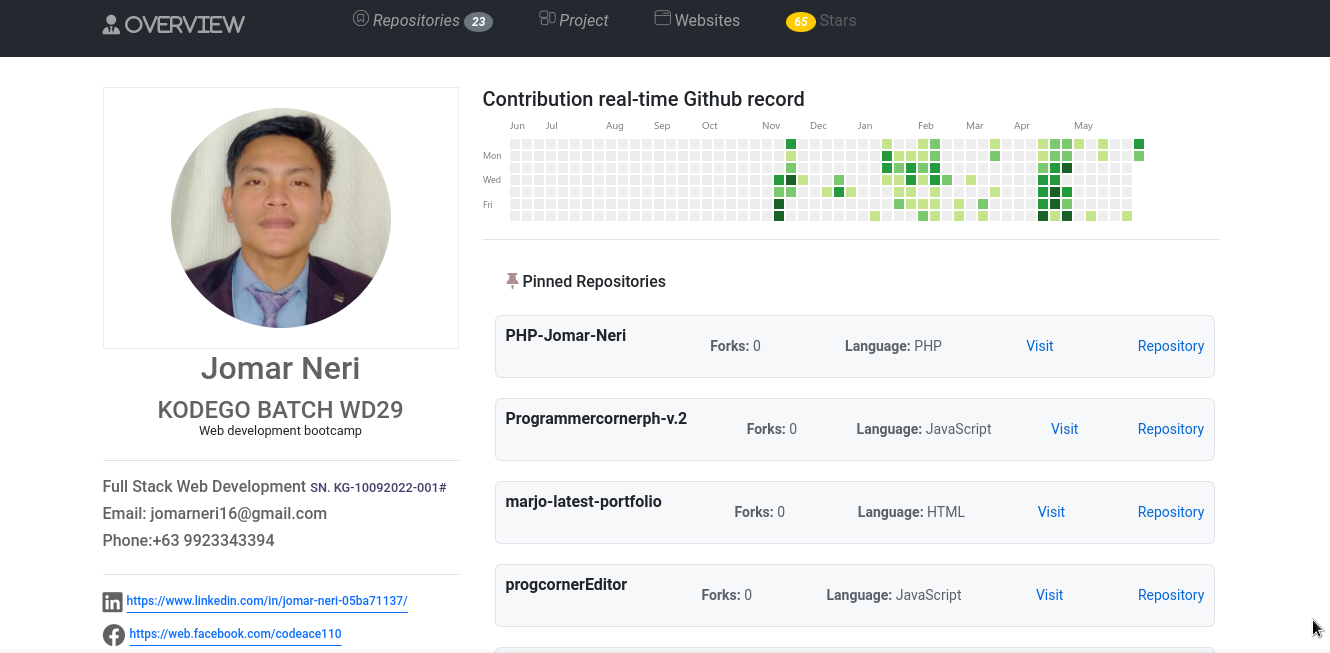 OVERVIEW
Repositories 23
Project
Websites
65 Stars
Jomar Neri
KODEGO BATCH WD29
Web development bootcamp
Full Stack Web Development SN. KG-10092022-001#
Email: jomarneri16@gmail.com
Phone:+63 9923343394
https://www.linkedin.com/in/jomar-neri-05ba71137/
https://web.facebook.com/codeace110
Contribution real-time Github record
Jun Jul Aug Sep Oct Nov Dec Jan Feb Mar Apr May
Mon
Wed
Fri
Pinned Repositories
PHP-Jomar-Neri Forks: 0 Language: PHP Visit Repository
Programmercornerph-v.2 Forks: 0 Language: JavaScript Visit Repository
marjo-latest-portfolio Forks: 0 Language: HTML Visit Repository
progcornerEditor Forks: 0 Language: JavaScript Visit Repository